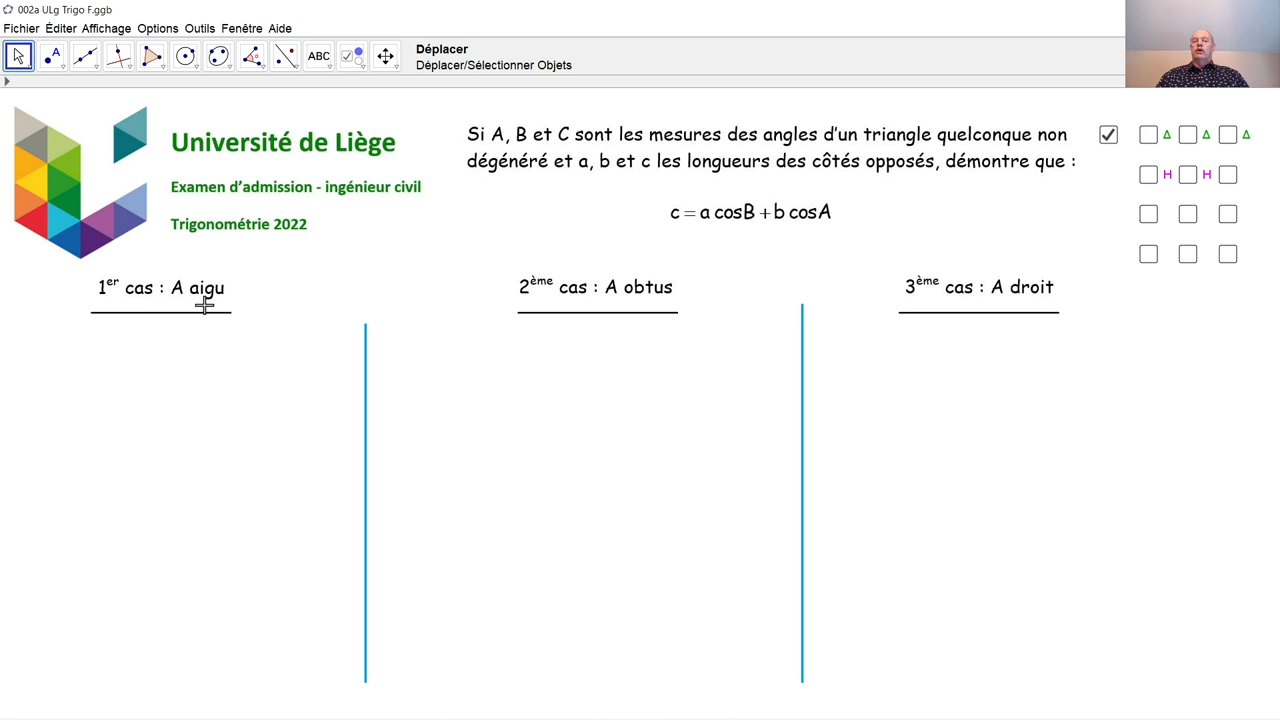 002a ULg Trigo F.ggb
Fichier Éditer Affichage Options Outils Fenêtre Aide
A
ABC
Déplacer
Déplacer/Sélectionner Objets
Université de Liège
Examen d'admission - ingénieur civil
Trigonométrie 2022
Si A, B et C sont les mesures des angles d'un triangle quelconque non
dégénéré et a, b et c les longueurs des côtés opposés, démontre que :
c = a cosB + b cosA
Δ Δ Δ
H H
1er cas : A aigu
2ème cas : A obtus
3ème cas : A droit